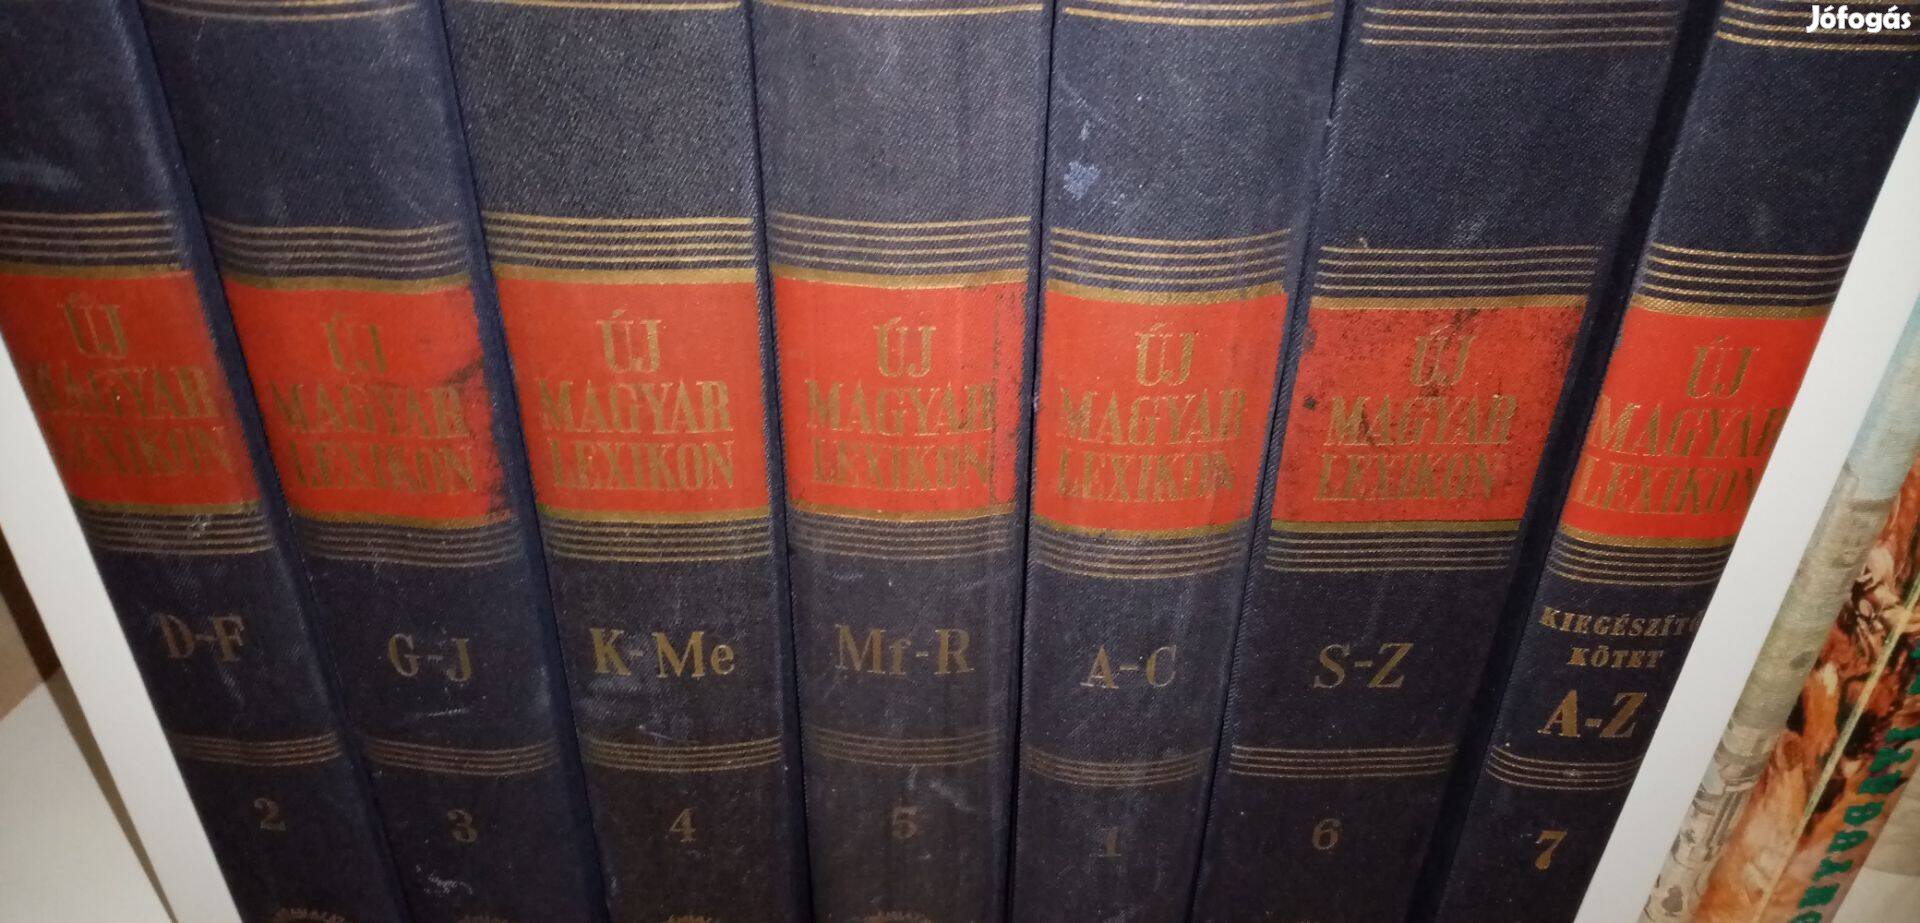 Jófogás
ÚJ
MAGYAR
LEXIKON
D-F
2
ÚJ
MAGYAR
LEXIKON
G-J
3
ÚJ
MAGYAR
LEXIKON
K-Me
4
ÚJ
MAGYAR
LEXIKON
Mf-R
5
ÚJ
MAGYAR
LEXIKON
A-C
1
ÚJ
MAGYAR
LEXIKON
S-Z
6
ÚJ
MAGYAR
LEXIKON
KIEGÉSZÍTŐ
KÖTET
A-Z
7